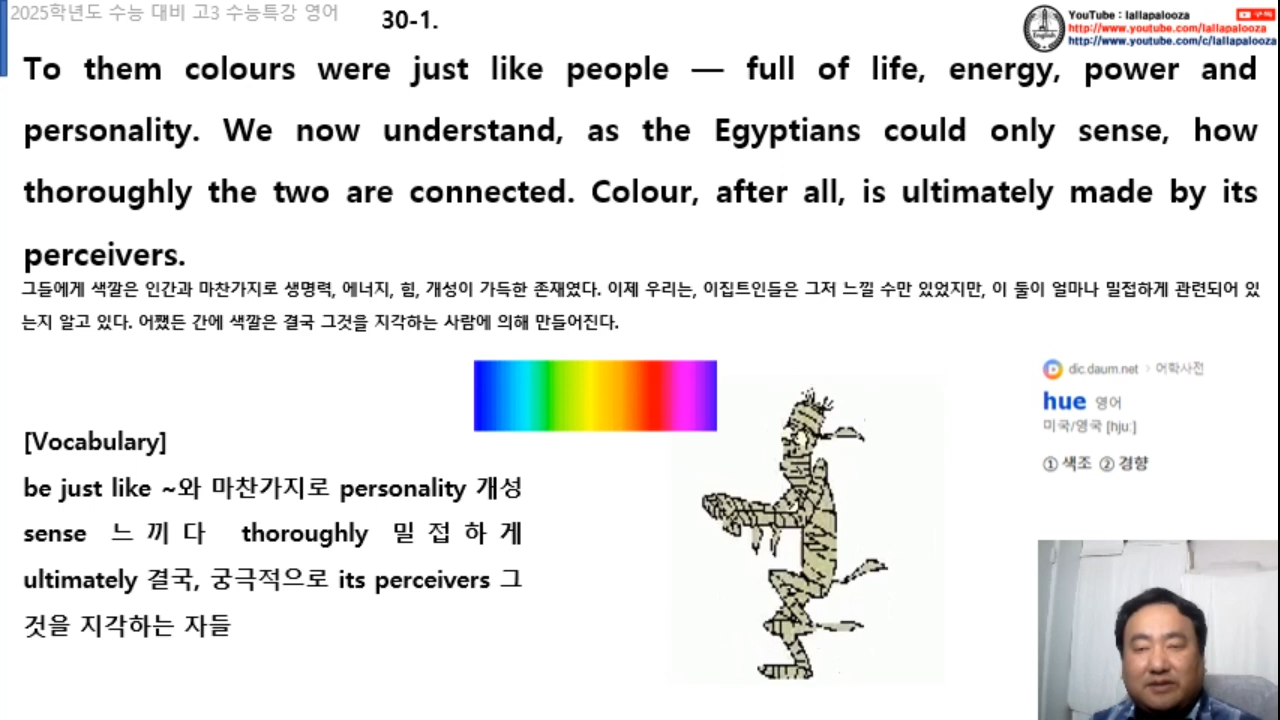 2025학년도 수능 대비 고3 수능특강 영어
30-1.
YouTube : lallapalooza
구독
http://www.youtube.com/lallapalooza
http://www.youtube.com/c/lallapalooza
English
To them colours were just like people — full of life, energy, power and
personality. We now understand, as the Egyptians could only sense, how
thoroughly the two are connected. Colour, after all, is ultimately made by its
perceivers.
그들에게 색깔은 인간과 마찬가지로 생명력, 에너지, 힘, 개성이 가득한 존재였다. 이제 우리는, 이집트인들은 그저 느낄 수만 있었지만, 이 둘이 얼마나 밀접하게 관련되어 있
는지 알고 있다. 어쨌든 간에 색깔은 결국 그것을 지각하는 사람에 의해 만들어진다.
[Vocabulary]
be just like ~와 마찬가지로 personality 개성
sense 느끼다 thoroughly 밀접하게
ultimately 결국, 궁극적으로 its perceivers 그
것을 지각하는 자들
dic.daum.net › 어학사전
hue 영어
미국/영국 [hjuː]
① 색조 ② 경향